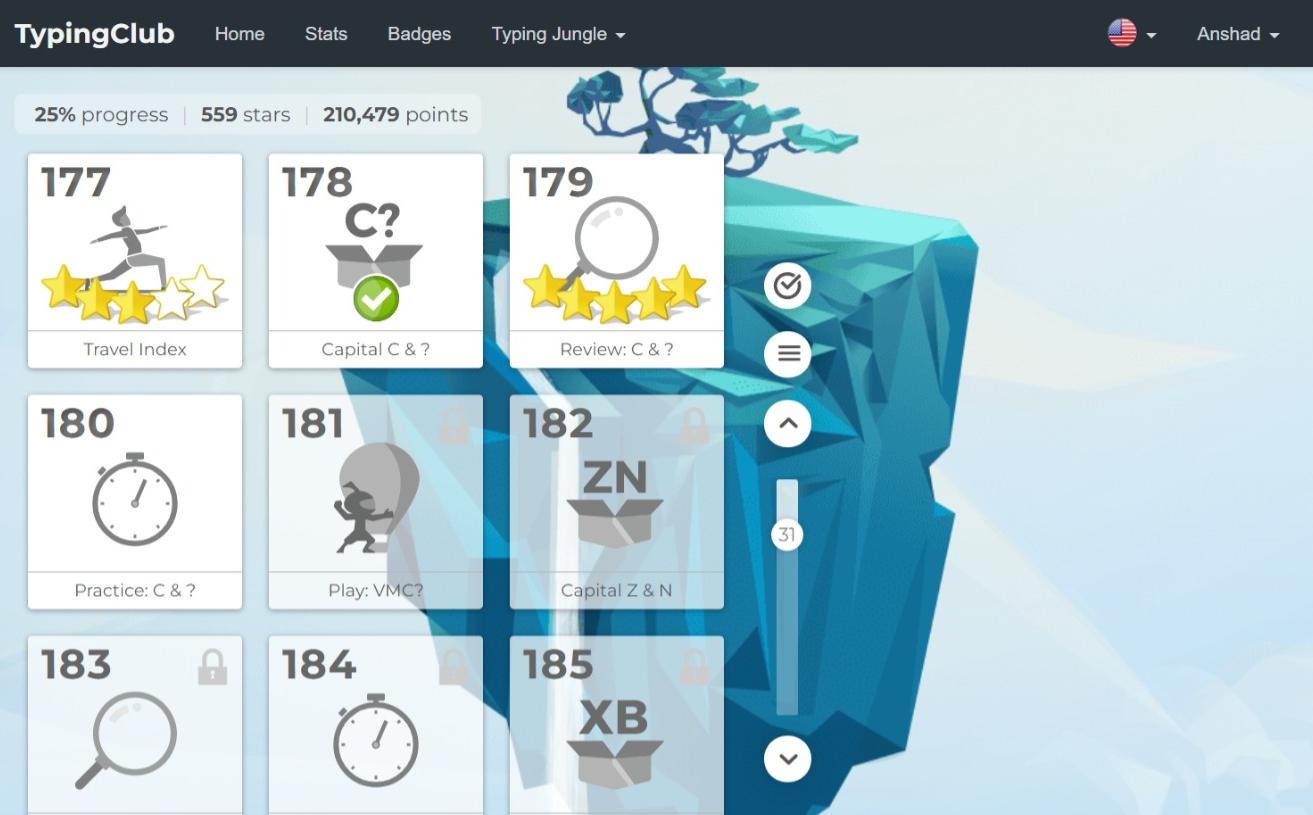 TypingClub Home Stats Badges Typing Jungle Anshad
25% progress | 559 stars | 210,479 points
177 178 179
C?
Travel Index Capital C & ? Review: C & ?
180 181 182
ZN
31
Practice: C & ? Play: VMC? Capital Z & N
183 184 185
XB